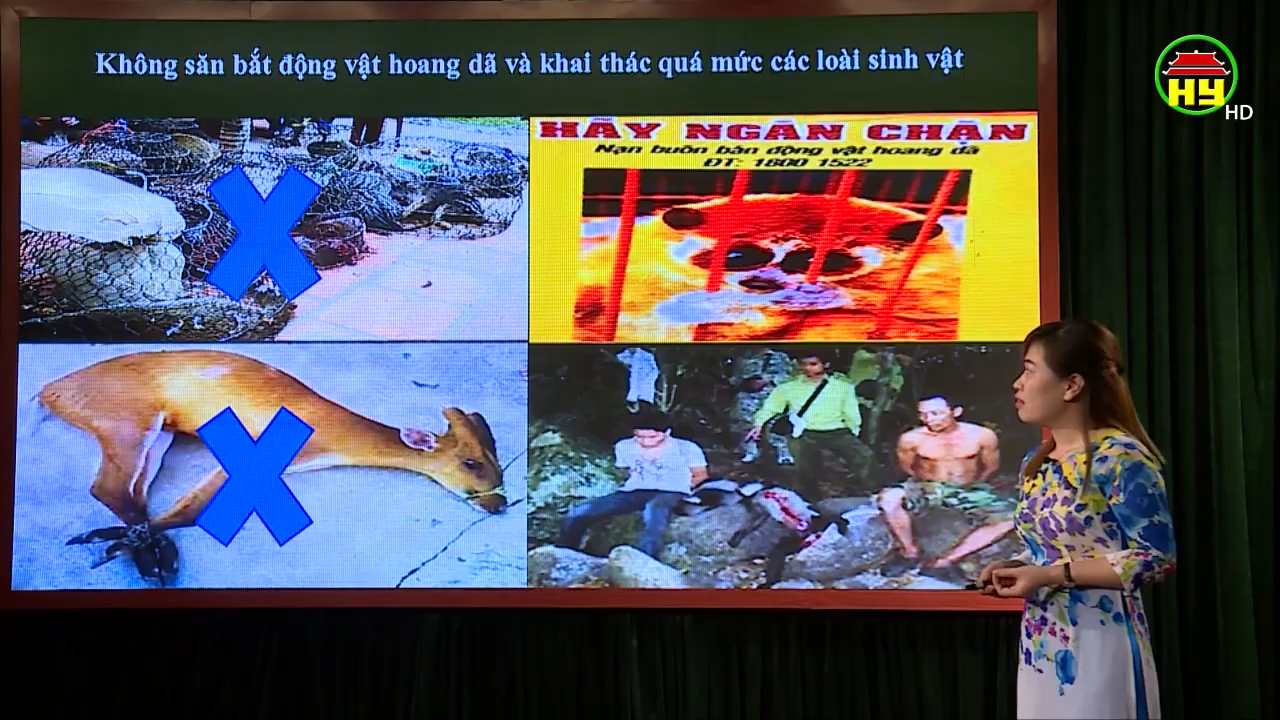 Không săn bắt động vật hoang dã và khai thác quá mức các loài sinh vật
HÃY NGĂN CHẶN
Nạn buôn bán động vật hoang dã
ĐT: 1800 1522
HY
HD